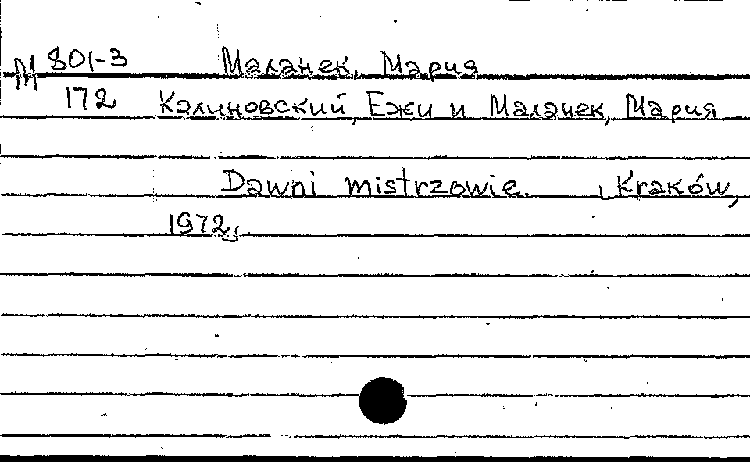 М 801-3 Маланек, Мария
172 Калиновский, Ежи и Маланек, Мария
Dawni mistrzowie. Kraków,
1972.